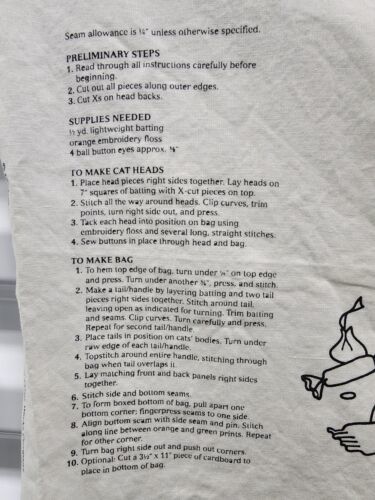 Seam allowance is ¼" unless otherwise specified.
PRELIMINARY STEPS
1. Read through all instructions carefully before
beginning.
2. Cut out all pieces along outer edges.
3. Cut Xs on head backs.
SUPPLIES NEEDED
½ yd. lightweight batting
orange embroidery floss
4 ball button eyes approx.
TO MAKE CAT HEADS
1. Place head pieces right sides together. Lay heads on
7" squares of batting with X-cut pieces on top.
2. Stitch all the way around heads. Clip curves, trim
points, turn right side out, and press.
3. Tack each head into position on bag using
embroidery floss and several long, straight stitches.
4. Sew buttons in place through head and bag.
TO MAKE BAG
1. To hem top edge of bag, turn under ¼" on top edge
and press. Turn under another ¾", press, and stitch.
2. Make a tail/handle by layering batting and two tail
pieces right sides together. Stitch around tail,
leaving open as indicated for turning. Trim batting
and seams. Clip curves. Turn carefully and press.
Repeat for second tail/handle.
3. Place tails in position on cats' bodies. Turn under
raw edge of each tail/handle.
4. Topstitch around entire handle, stitching through
bag when tail overlaps it.
5. Lay matching front and back panels right sides
together.
6. Stitch side and bottom seams.
7. To form boxed bottom of bag, pull apart one
bottom corner; fingerpress seams to one side.
8. Align bottom seam with side seam and pin. Stitch
along line between orange and green prints. Repeat
for other corner.
9. Turn bag right side out and push out corners.
10. Optional: Cut a 3½" x 11" piece of cardboard to
place in bottom of bag.